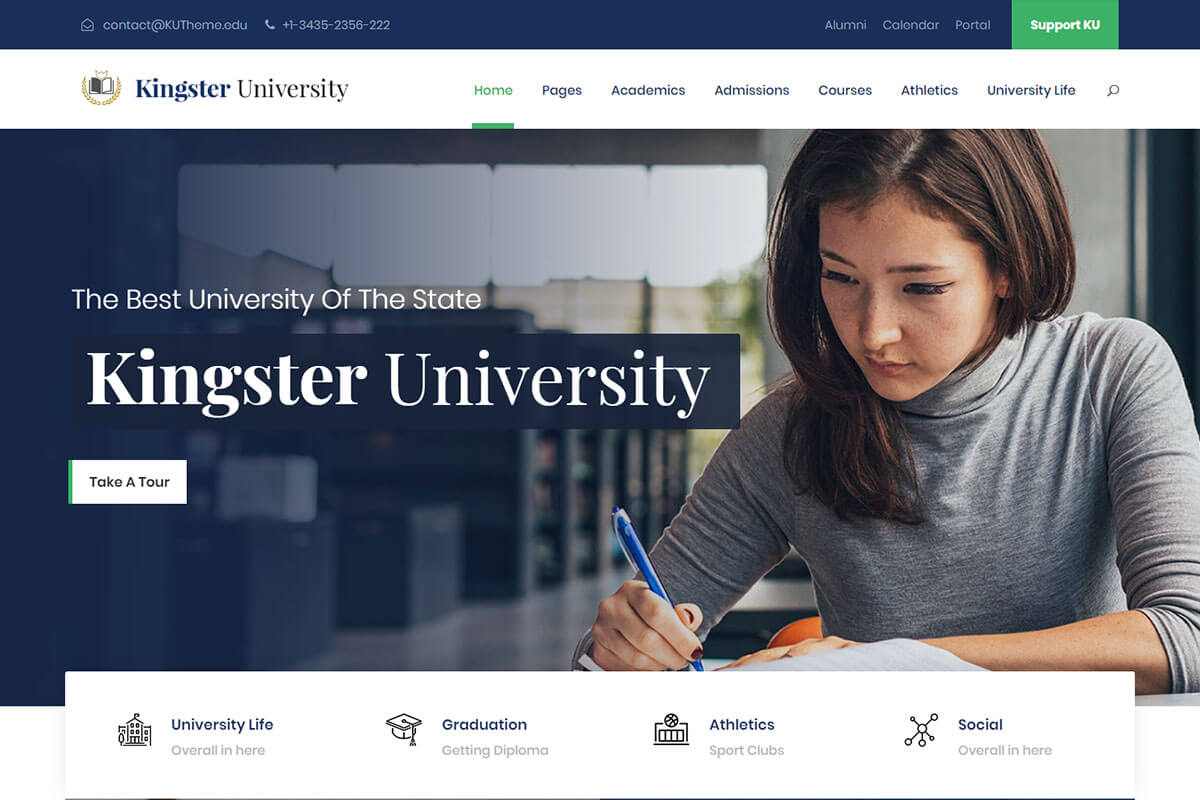 contact@KUTheme.edu +1-3435-2356-222 Alumni Calendar Portal Support KU
Kingster University Home Pages Academics Admissions Courses Athletics University Life
The Best University Of The State
Kingster University
Take A Tour
University Life Graduation Athletics Social
Overall in here Getting Diploma Sport Clubs Overall in here